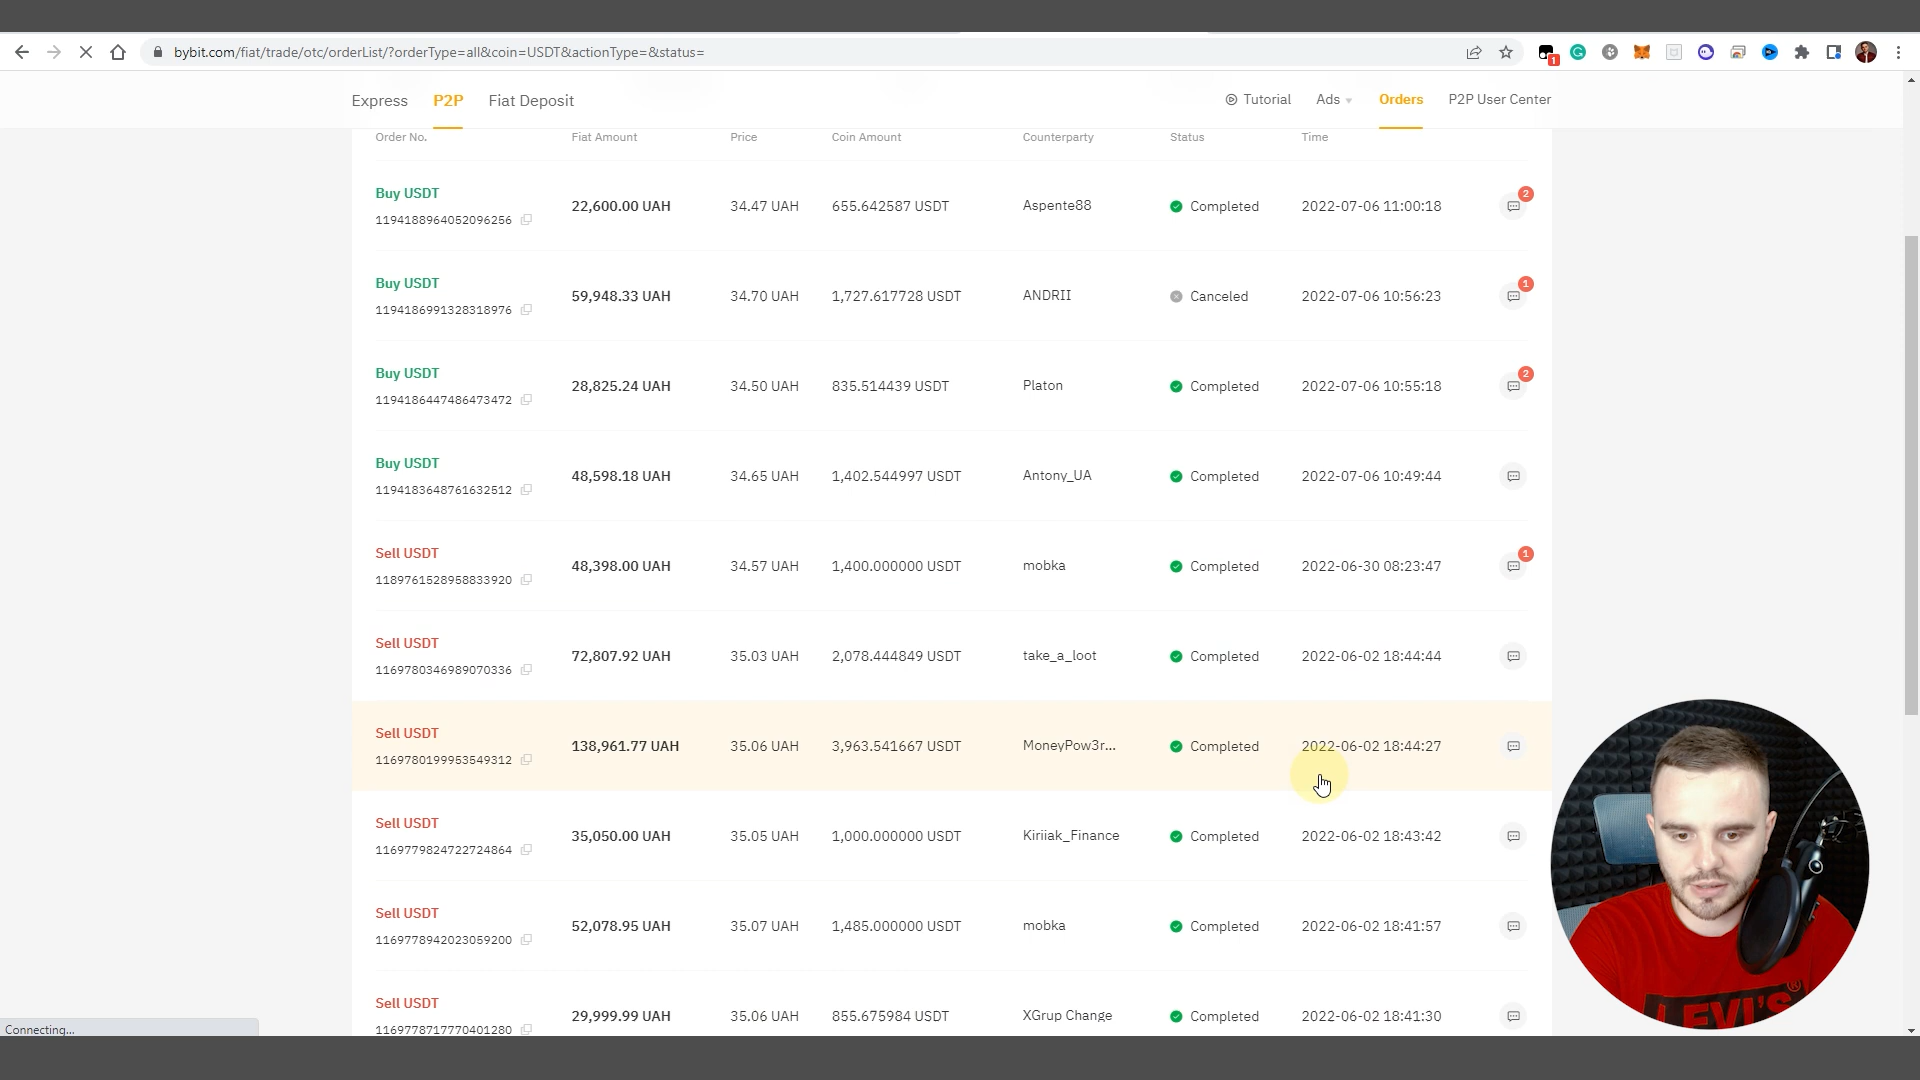 bybit.com/fiat/trade/otc/orderList/?orderType=all&coin=USDT&actionType=&status=
1
Express P2P Fiat Deposit Tutorial Ads Orders P2P User Center
Order No. Fiat Amount Price Coin Amount Counterparty Status Time
Buy USDT
1194188964052096256 22,600.00 UAH 34.47 UAH 655.642587 USDT Aspente88 Completed 2022-07-06 11:00:18 2
Buy USDT
1194186991328318976 59,948.33 UAH 34.70 UAH 1,727.617728 USDT ANDRII Canceled 2022-07-06 10:56:23 1
Buy USDT
1194186447486473472 28,825.24 UAH 34.50 UAH 835.514439 USDT Platon Completed 2022-07-06 10:55:18 2
Buy USDT
1194183648761632512 48,598.18 UAH 34.65 UAH 1,402.544997 USDT Antony_UA Completed 2022-07-06 10:49:44
Sell USDT
1189761528958833920 48,398.00 UAH 34.57 UAH 1,400.000000 USDT mobka Completed 2022-06-30 08:23:47 1
Sell USDT
1169780346989070336 72,807.92 UAH 35.03 UAH 2,078.444849 USDT take_a_loot Completed 2022-06-02 18:44:44
Sell USDT
1169780199953549312 138,961.77 UAH 35.06 UAH 3,963.541667 USDT MoneyPow3r... Completed 2022-06-02 18:44:27
Sell USDT
1169779824722724864 35,050.00 UAH 35.05 UAH 1,000.000000 USDT Kiriiak_Finance Completed 2022-06-02 18:43:42
Sell USDT
1169778942023059200 52,078.95 UAH 35.07 UAH 1,485.000000 USDT mobka Completed 2022-06-02 18:41:57
Sell USDT
1169778717770401280 29,999.99 UAH 35.06 UAH 855.675984 USDT XGrup Change Completed 2022-06-02 18:41:30
Connecting...
LEVI'S®